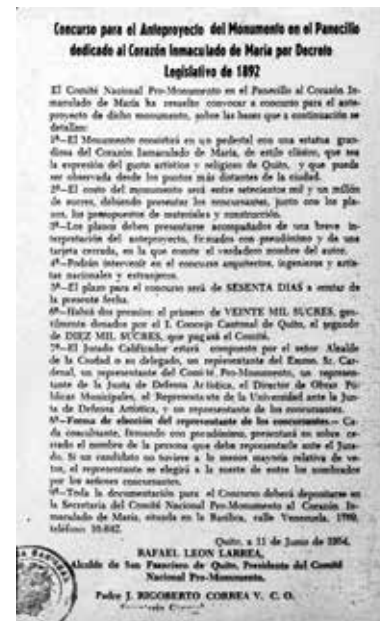 Concurso para el Anteproyecto del Monumento en el Panecillo
dedicado al Corazón Inmaculado de María por Decreto
Legislativo de 1892
El Comité Nacional Pro-Monumento en el Panecillo al Corazón In-
maculado de María ha resuelto convocar a concurso para el ante-
proyecto de dicho monumento, sobre las bases que a continuación se
detallan:
1ª—El Monumento consistirá en un pedestal con una estatua gran-
diosa del Corazón Inmaculado de María, de estilo clásico, que sea
la expresión del gusto artístico y religioso de Quito, y que pueda
ser observada desde los puntos más distantes de la ciudad.
2ª—El costo del monumento será entre setecientos mil y un millón
de sucres, debiendo presentar los concursantes, junto con los pla-
nos, los presupuestos de materiales y construcción.
3ª—Los planos deben presentarse acompañados de una breve in-
terpretación del anteproyecto, firmados con pseudónimo y de una
tarjeta cerrada, en la que conste el verdadero nombre del autor.
4ª—Podrán intervenir en el concurso arquitectos, ingenieros y artis-
tas nacionales y extranjeros.
5ª—El plazo para el concurso será de SESENTA DIAS a contar de
la presente fecha.
6ª—Habrá dos premios: el primero de VEINTE MIL SUCRES, gen-
tilmente donados por el I. Concejo Cantonal de Quito, el segundo
de DIEZ MIL SUCRES, que pagará el Comité.
7ª—El Jurado Calificador estará compuesto por el señor Alcalde
de la Ciudad o su delegado, un representante del Emmo. Sr. Car-
denal, un representante del Comité Pro-Monumento, un represen-
tante de la Junta de Defensa Artística, el Director de Obras Pú-
blicas Municipales, el Representante de la Universidad ante la Jun-
ta de Defensa Artística, y un representante de los concursantes.
8ª—Forma de elección del representante de los concursantes.— Ca-
da concursante, firmando con pseudónimo, presentará en sobre ce-
rrado el nombre de la persona que debe representarle ante el Jura-
do. Si un candidato no tuviere a lo menos mayoría relativa de vo-
tos, el representante se elegirá a la suerte de entre los nombrados
por los señores concursantes.
9ª—Toda la documentación para el Concurso deberá depositarse en
la Secretaría del Comité Nacional Pro-Monumento al Corazón In-
maculado de María, situada en la Basílica, calle Venezuela,
teléfono
Quito, a 11 de Junio de 1954.
RAFAEL LEON LARREA,
Alcalde de San Francisco de Quito, Presidente del Comité
Nacional Pro-Monumento.
Padre J. RIGOBERTO CORREA V. C. O.